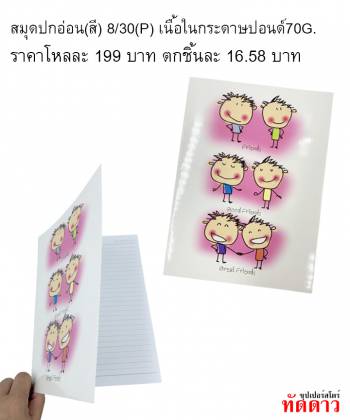 สมุดปกอ่อน(สี) 8/30(P) เนื้อในกระดาษปอนด์70G.
ราคาโหลละ 199 บาท ตกชิ้นละ 16.58 บาท
Friends
Good Friends
Great Friends
ซุปเปอร์สโตร์
ทัดดาว